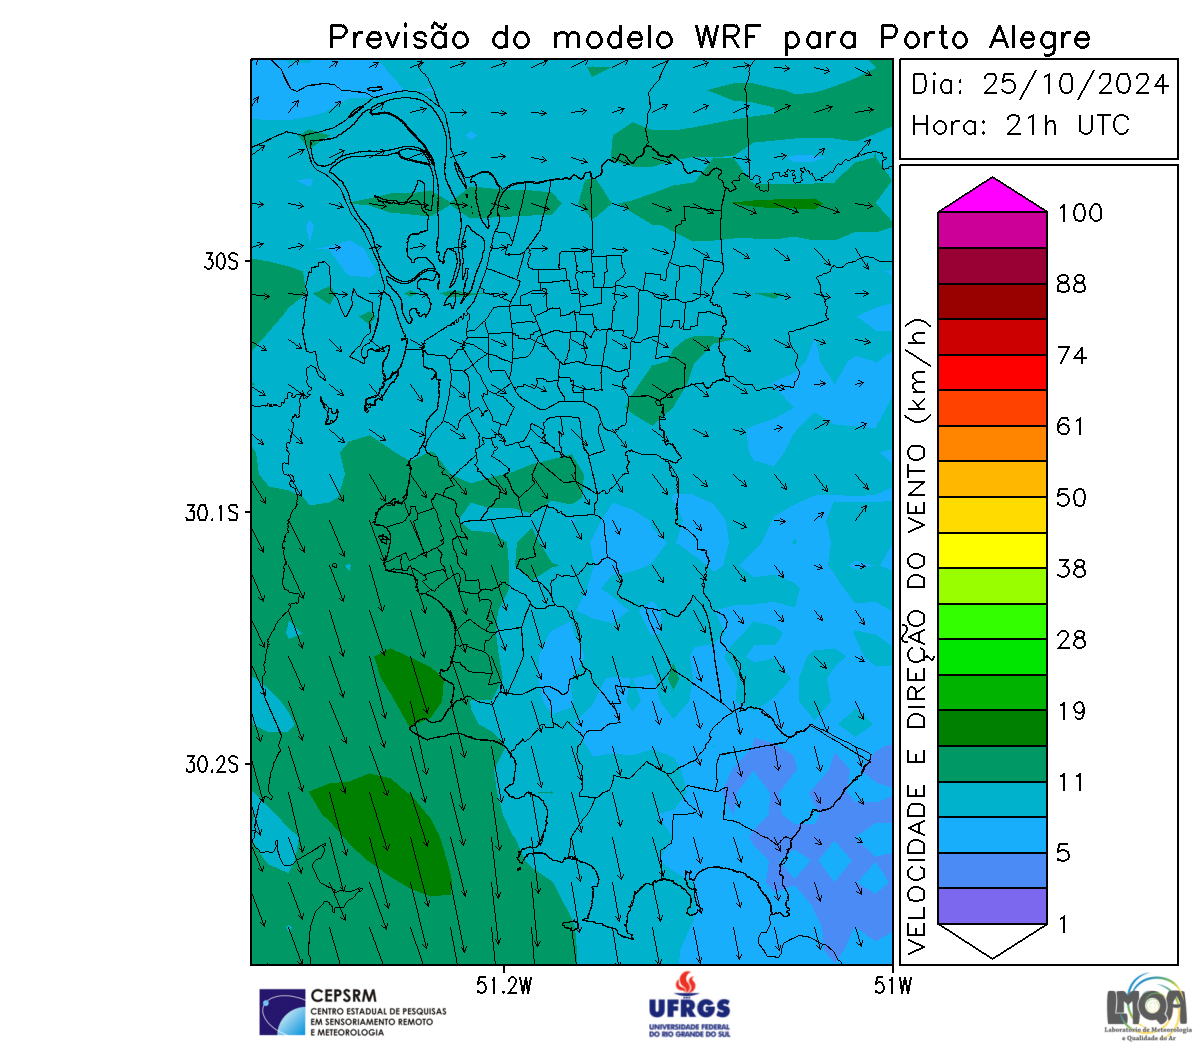 Previsão do modelo WRF para Porto Alegre
Dia: 25/10/2024
Hora: 21h UTC
30S
30.1S
30.2S
51.2W
51W
VELOCIDADE E DIREÇÃO DO VENTO (km/h)
100
88
74
61
50
38
28
19
11
5
1
CEPSRM
CENTRO ESTADUAL DE PESQUISAS
EM SENSORIAMENTO REMOTO
E METEOROLOGIA
UFRGS
UNIVERSIDADE FEDERAL
DO RIO GRANDE DO SUL
LMQA
Laboratório de Meteorologia
e Qualidade do Ar